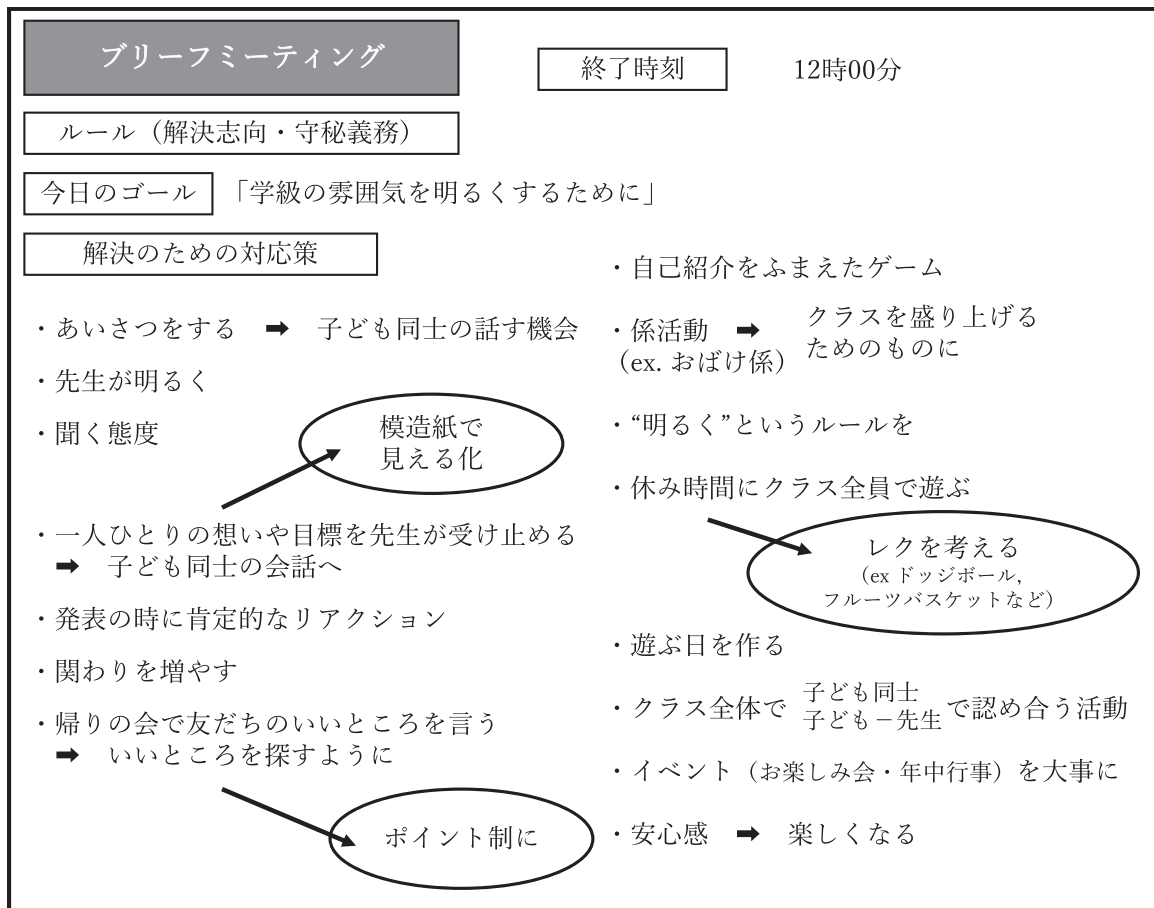 ブリーフミーティング
終了時刻 12時00分
ルール（解決志向・守秘義務）
今日のゴール 「学級の雰囲気を明るくするために」
解決のための対応策
・あいさつをする ➡ 子ども同士の話す機会
・先生が明るく
・聞く態度
模造紙で
見える化
・一人ひとりの想いや目標を先生が受け止める
➡ 子ども同士の会話へ
・発表の時に肯定的なリアクション
・関わりを増やす
・帰りの会で友だちのいいところを言う
➡ いいところを探すように
ポイント制に
・自己紹介をふまえたゲーム
・係活動 ➡ クラスを盛り上げる
(ex. おばけ係) ためのものに
・“明るく”というルールを
・休み時間にクラス全員で遊ぶ
レクを考える
(ex ドッジボール,
フルーツバスケットなど)
・遊ぶ日を作る
・クラス全体で 子ども同士
子ども－先生 で認め合う活動
・イベント（お楽しみ会・年中行事）を大事に
・安心感 ➡ 楽しくなる